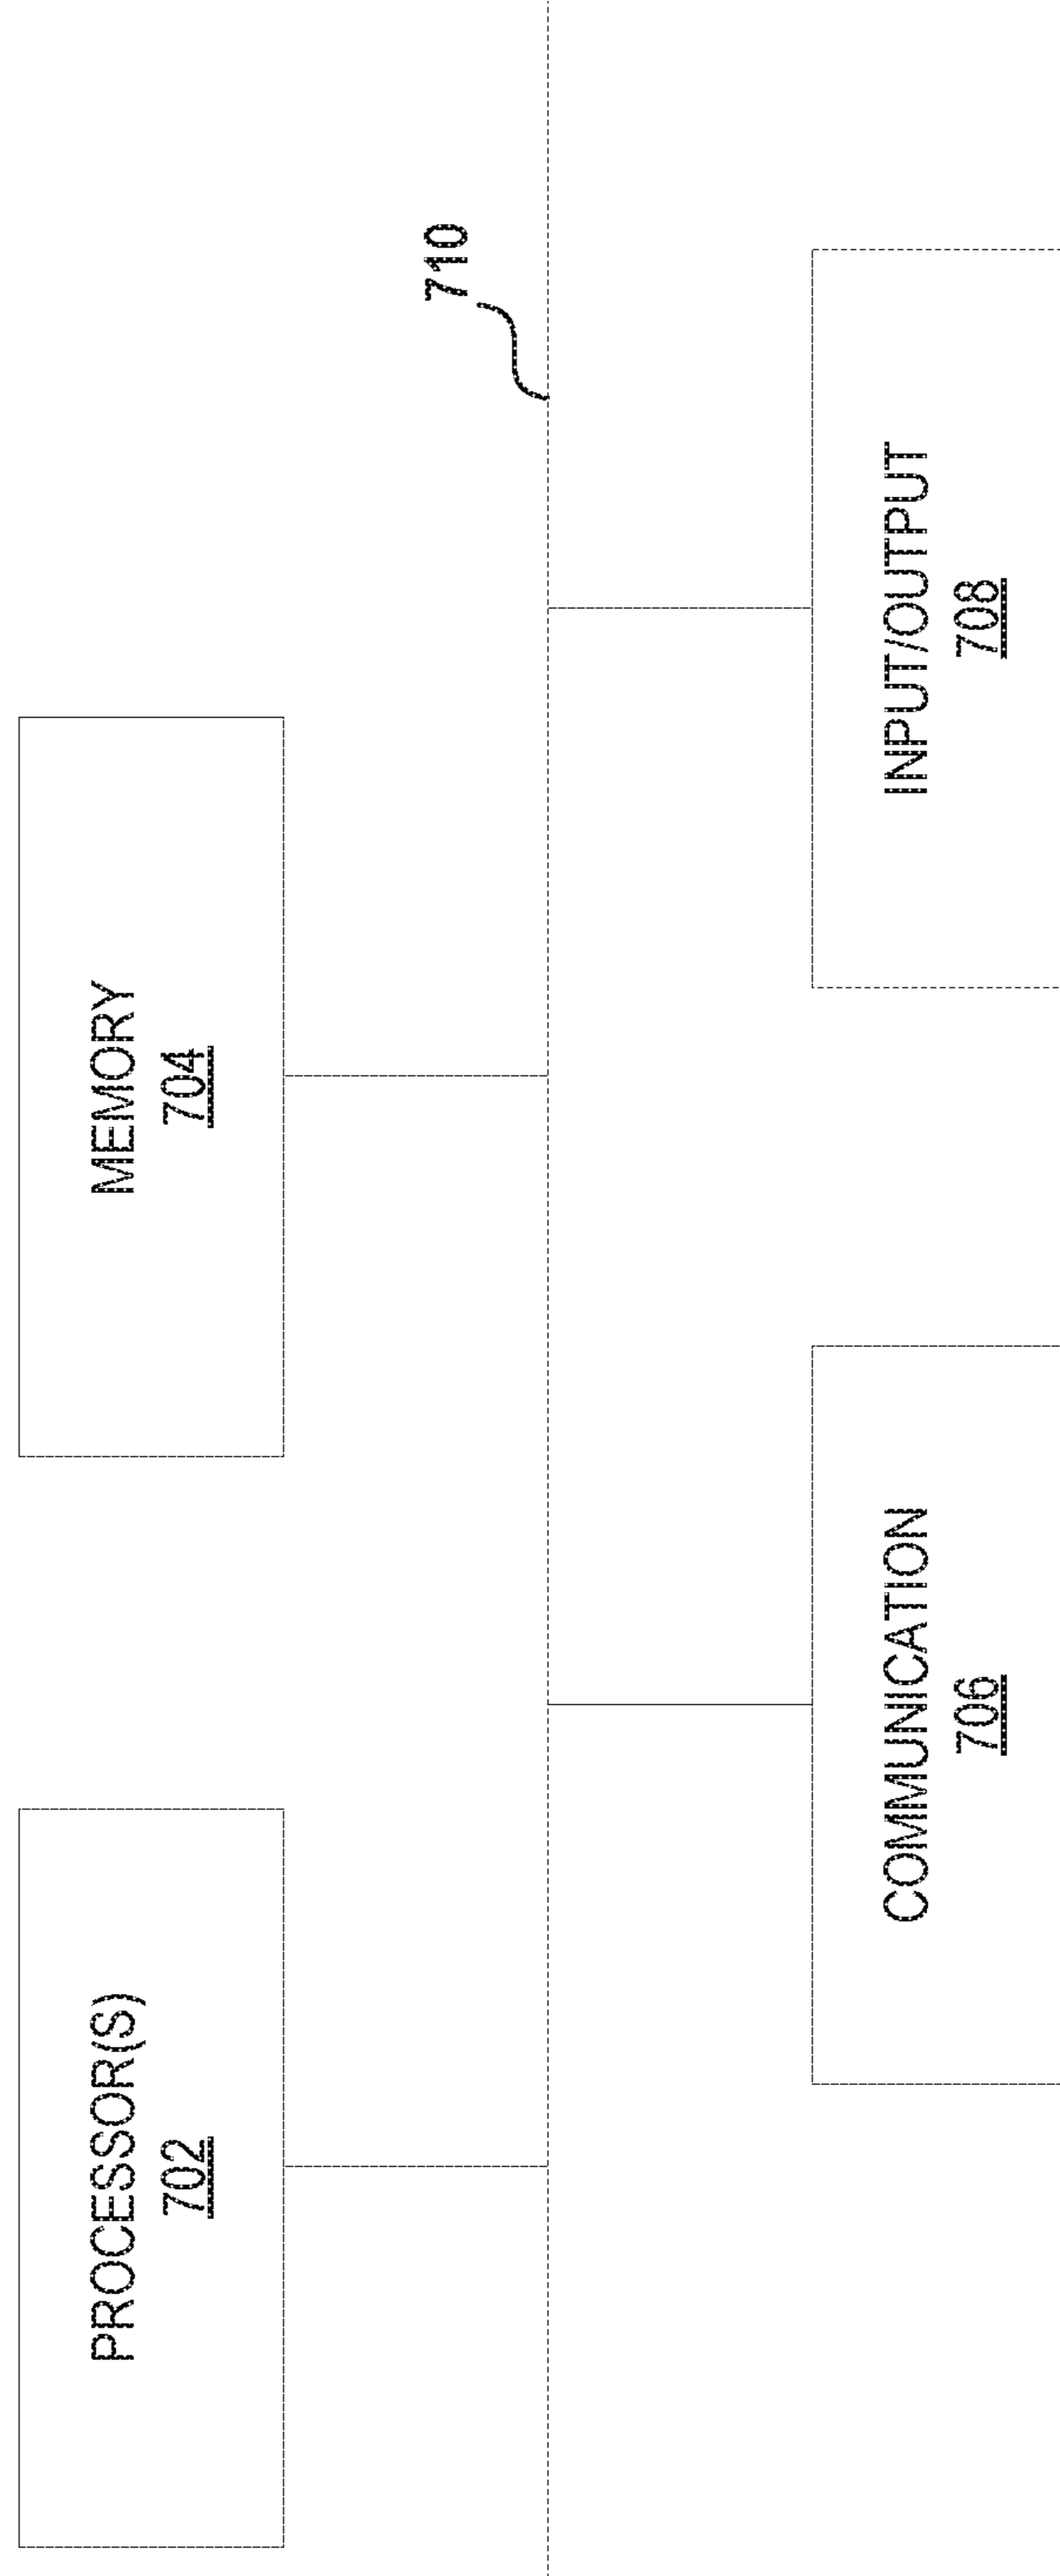 PROCESSOR(S)
702
MEMORY
704
710
COMMUNICATION
706
INPUT/OUTPUT
708